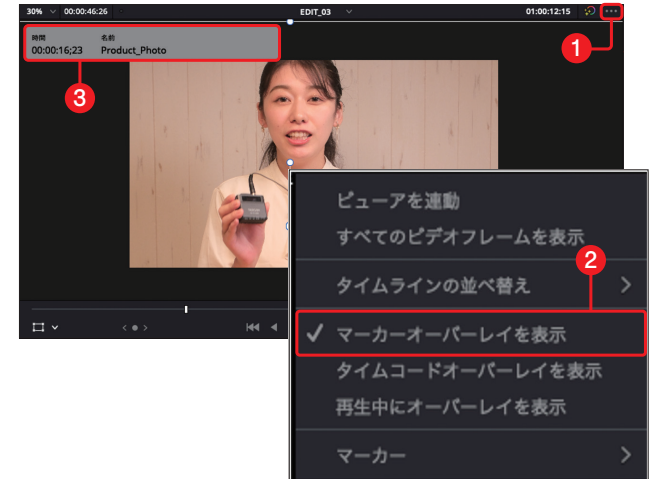 30% 00:00:46:26 EDIT_03 01:00:12:15
1
時間 名前
00:00:16;23 Product_Photo
3
ビューアを連動
すべてのビデオフレームを表示
2
タイムラインの並べ替え
マーカーオーバーレイを表示
タイムコードオーバーレイを表示
再生中にオーバーレイを表示
マーカー